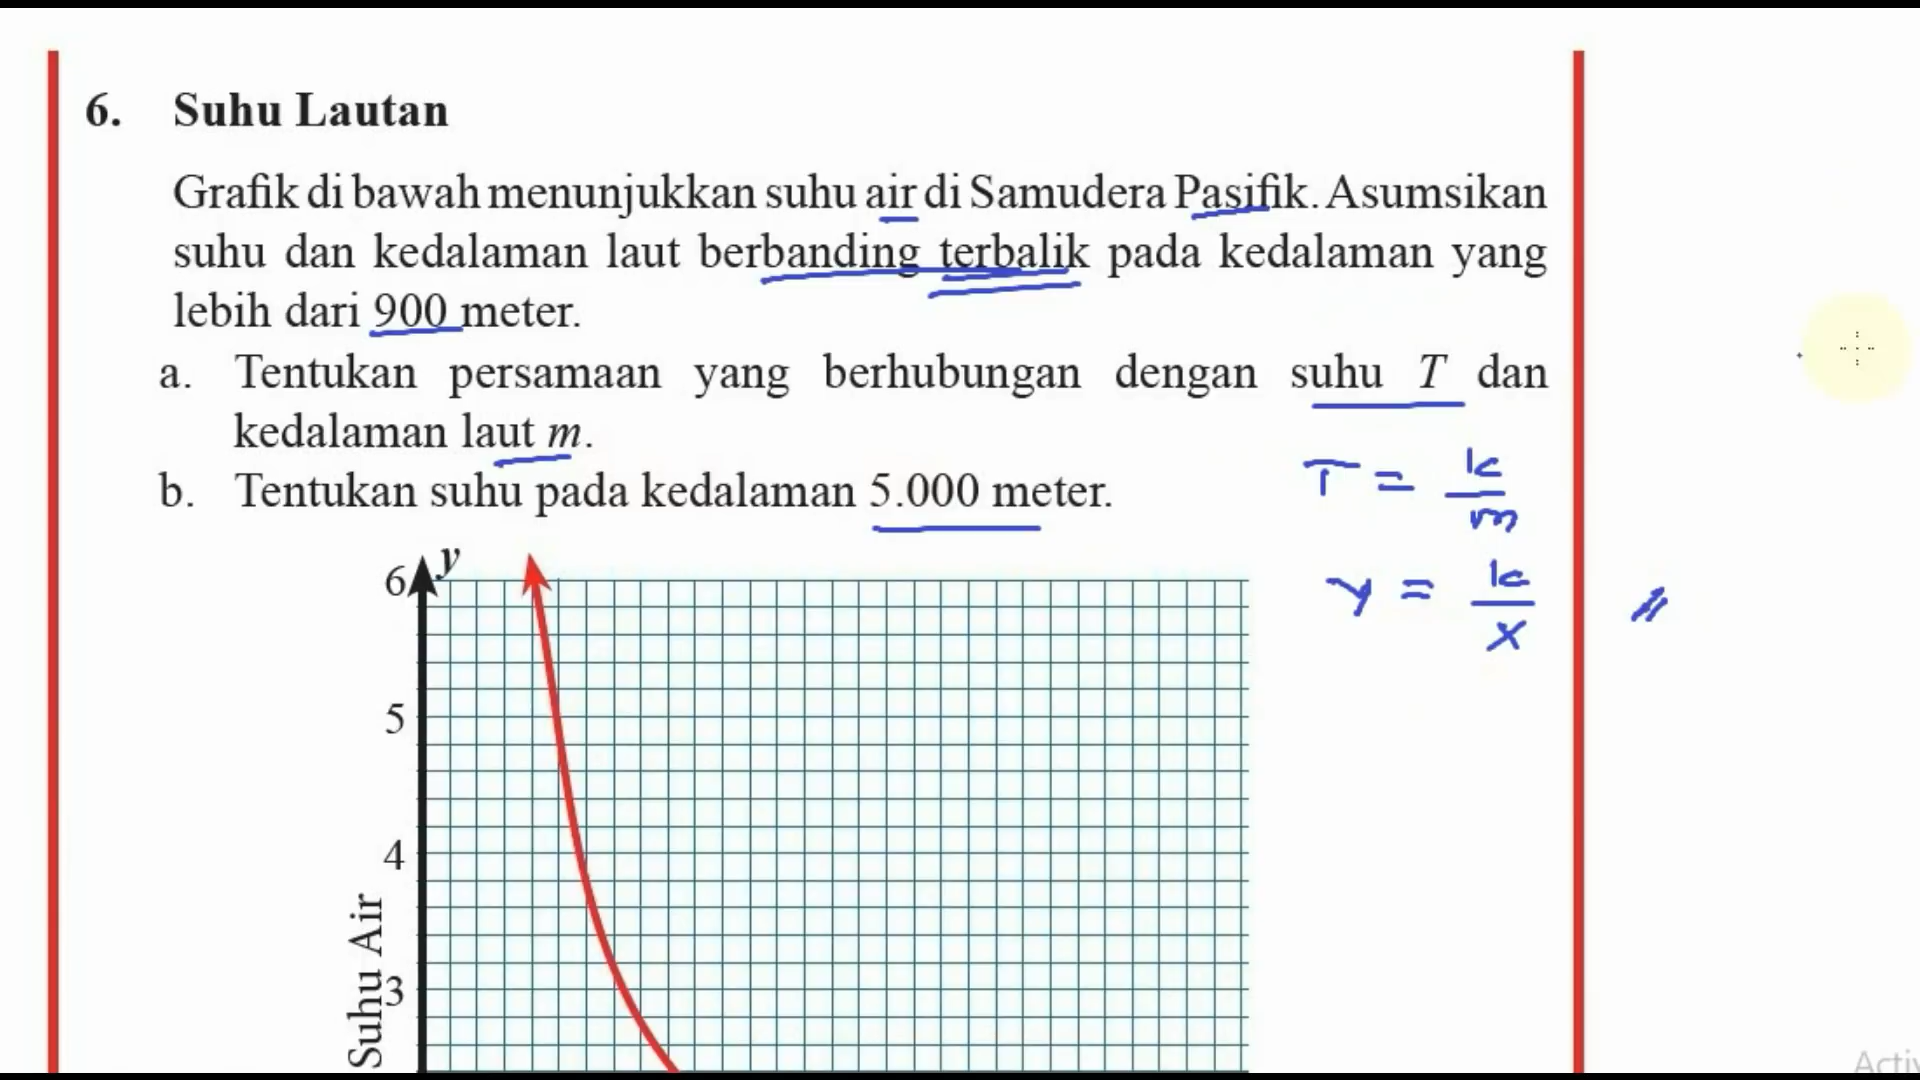 6. Suhu Lautan
Grafik di bawah menunjukkan suhu air di Samudera Pasifik. Asumsikan
suhu dan kedalaman laut berbanding terbalik pada kedalaman yang
lebih dari 900 meter.
a. Tentukan persamaan yang berhubungan dengan suhu T dan
kedalaman laut m.
b. Tentukan suhu pada kedalaman 5.000 meter.
T = k
m
y = k
x
y
6
5
4
3
Suhu Air